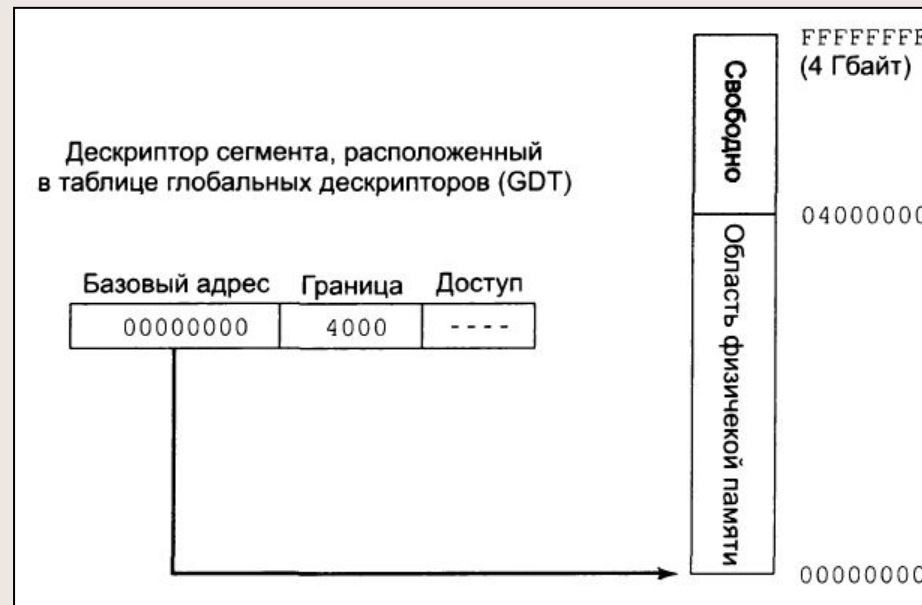 FFFFFFFF
(4 Гбайт)
Свободно
Дескриптор сегмента, расположенный
в таблице глобальных дескрипторов (GDT)
04000000
Базовый адрес Граница Доступ
00000000 4000 ----
Область физичекой памяти
00000000